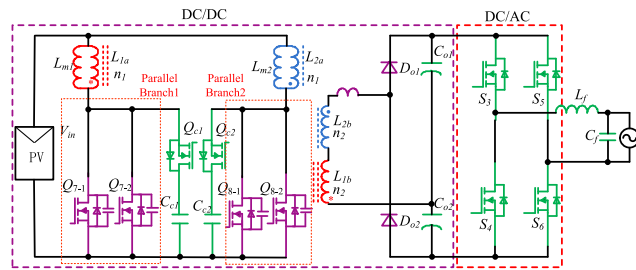 DC/DC
DC/AC
L1a
Lm1
n1
L2a
Lm2
n1
Parallel
Branch1
Parallel
Branch2
Do1
Co1
S3
S5
Lf
Cf
Vin
PV
Qc1
Qc2
L2b
n2
L1b
n2
Q7-1
Q7-2
Q8-1
Q8-2
Cc1
Cc2
Do2
Co2
S4
S6